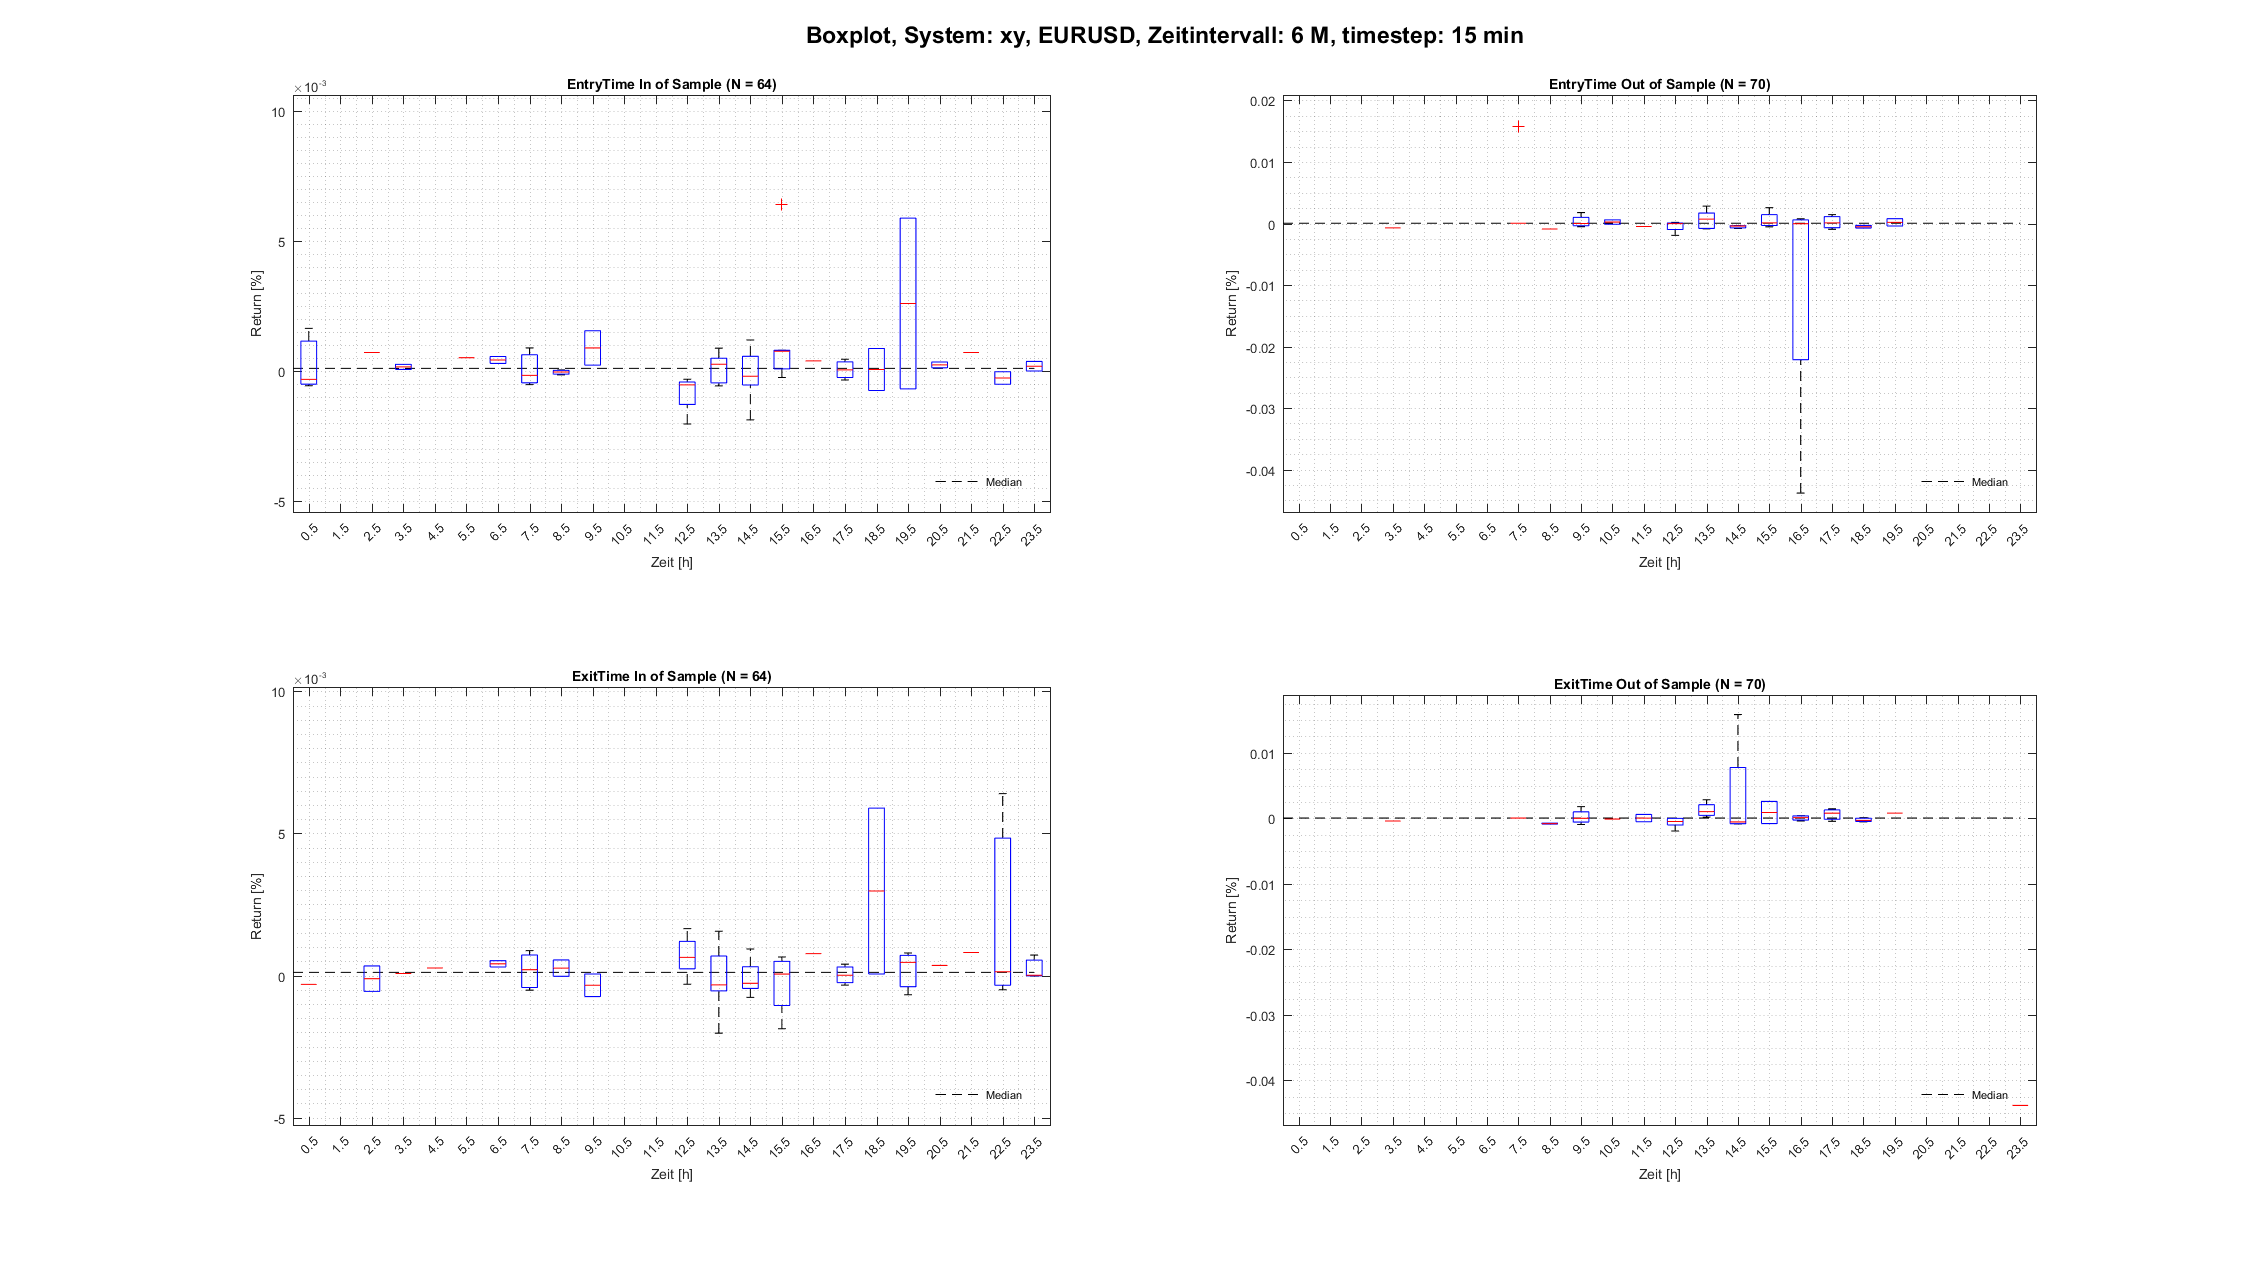 Boxplot, System: xy, EURUSD, Zeitintervall: 6 M, timestep: 15 min
EntryTime In of Sample (N = 64)
×10-3
10
5
0
-5
Return [%]
Median
0.5 1.5 2.5 3.5 4.5 5.5 6.5 7.5 8.5 9.5 10.5 11.5 12.5 13.5 14.5 15.5 16.5 17.5 18.5 19.5 20.5 21.5 22.5 23.5
Zeit [h]
EntryTime Out of Sample (N = 70)
0.02
0.01
0
-0.01
-0.02
-0.03
-0.04
Return [%]
Median
0.5 1.5 2.5 3.5 4.5 5.5 6.5 7.5 8.5 9.5 10.5 11.5 12.5 13.5 14.5 15.5 16.5 17.5 18.5 19.5 20.5 21.5 22.5 23.5
Zeit [h]
ExitTime In of Sample (N = 64)
×10-3
10
5
0
-5
Return [%]
Median
0.5 1.5 2.5 3.5 4.5 5.5 6.5 7.5 8.5 9.5 10.5 11.5 12.5 13.5 14.5 15.5 16.5 17.5 18.5 19.5 20.5 21.5 22.5 23.5
Zeit [h]
ExitTime Out of Sample (N = 70)
0.01
0
-0.01
-0.02
-0.03
-0.04
Return [%]
Median
0.5 1.5 2.5 3.5 4.5 5.5 6.5 7.5 8.5 9.5 10.5 11.5 12.5 13.5 14.5 15.5 16.5 17.5 18.5 19.5 20.5 21.5 22.5 23.5
Zeit [h]